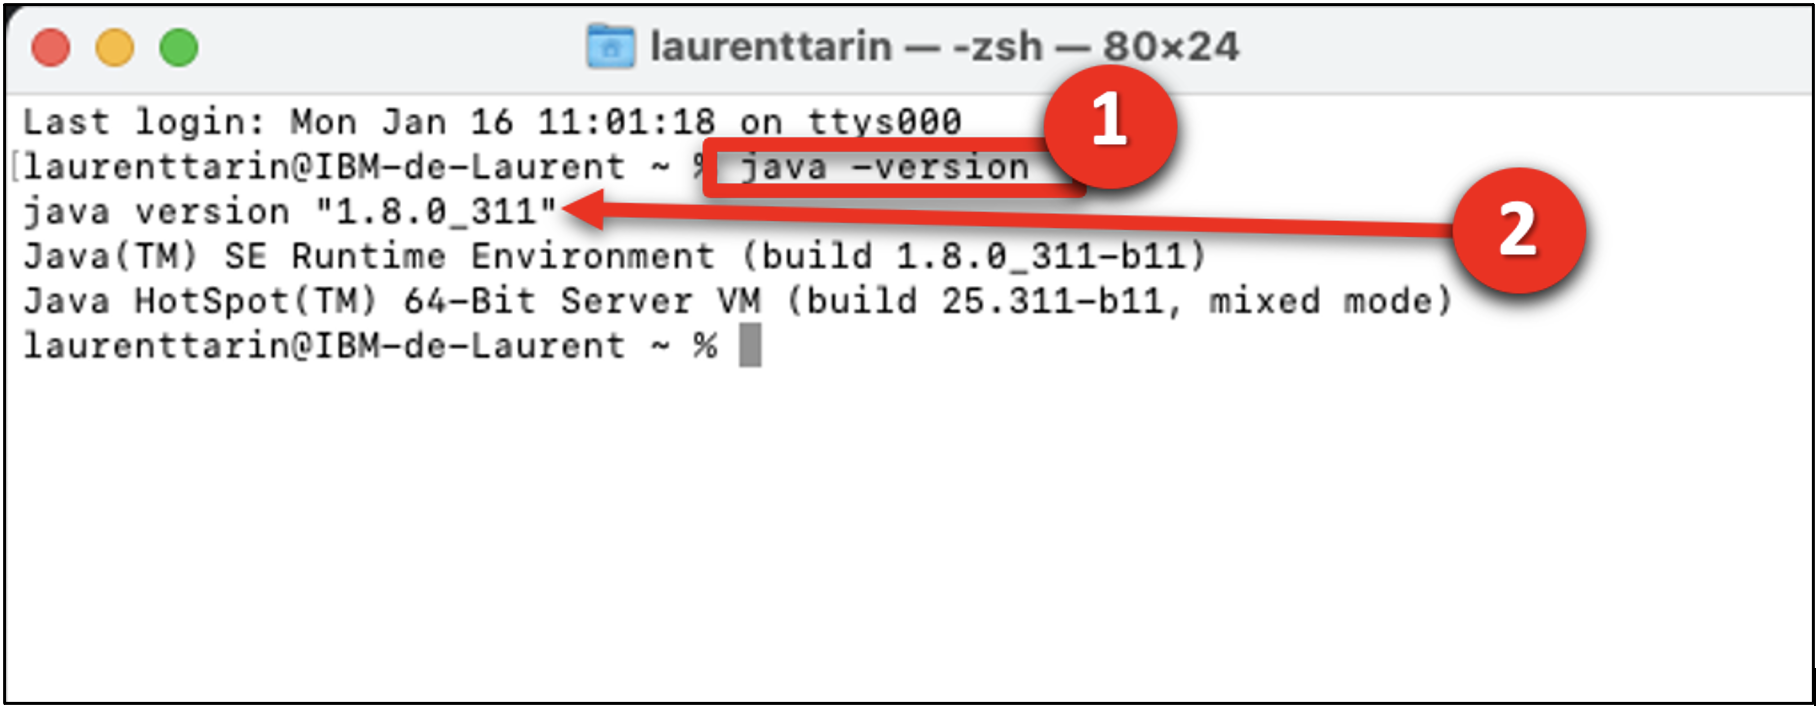 laurenttarin — -zsh — 80×24
Last login: Mon Jan 16 11:01:18 on ttys000
[laurenttarin@IBM-de-Laurent ~ % java -version
1
java version "1.8.0_311"
2
Java(TM) SE Runtime Environment (build 1.8.0_311-b11)
Java HotSpot(TM) 64-Bit Server VM (build 25.311-b11, mixed mode)
laurenttarin@IBM-de-Laurent ~ %